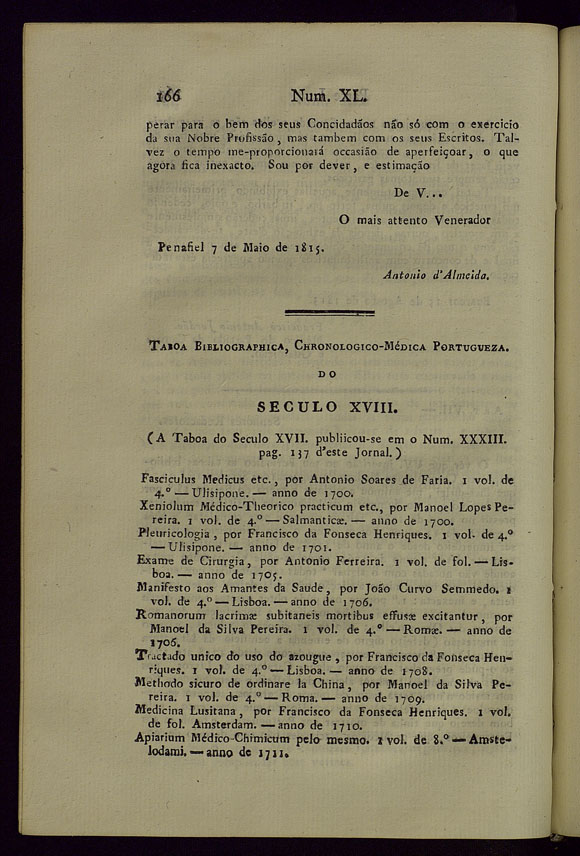 166 Num. XL.
perar para o bem dos seus Concidadãos não só com o exercicio
da sua Nobre Profissão, mas tambem com os seus Escritos. Tal-
vez o tempo me-proporcionará occasião de aperfeiçoar, o que
agora fica inexacto. Sou por dever, e estimação
De V...
O mais attento Venerador
Penafiel 7 de Maio de 1815.
Antonio d'Almeida.
Taboa Bibliographica, Chronologico-Médica Portugueza.
DO
SECULO XVIII.
(A Taboa do Seculo XVII. publiicou-se em o Num. XXXIII.
pag. 137 d'este Jornal.)
Fasciculus Medicus etc., por Antonio Soares de Faria. 1 vol. de
4.º — Ulisipone. — anno de 1700.
Xeniolum Médico-Theorico practicum etc., por Manoel Lopes Pe-
reira. 1 vol. de 4.º — Salmanticæ. — anno de 1700.
Pleuricologia, por Francisco da Fonseca Henriques. 1 vol. de 4.º
— Ulisipone. — anno de 1701.
Exame de Cirurgia, por Antonio Ferreira. 1 vol. de fol. — Lis-
boa. — anno de 1705.
Manifesto aos Amantes da Saude, por João Curvo Semmedo. 1
vol. de 4.º — Lisboa. — anno de 1706.
Romanorum lacrimæ subitaneis mortibus effusæ excitantur, por
Manoel da Silva Pereira. 1 vol. de 4.º — Romæ. — anno de
1706.
Tractado unico do uso do azougue, por Francisco da Fonseca Hen-
riques. 1 vol. de 4.º — Lisboa. — anno de 1708.
Methodo sicuro de ordinare la China, por Manoel da Silva Pe-
reira. 1 vol. de 4.º — Roma. — anno de 1709.
Medicina Lusitana, por Francisco da Fonseca Henriques. 1 vol.
de fol. Amsterdam. — anno de 1710.
Apiarium Médico-Chimicum pelo mesmo. 1 vol. de 8.º — Amste-
lodami. — anno de 1711.